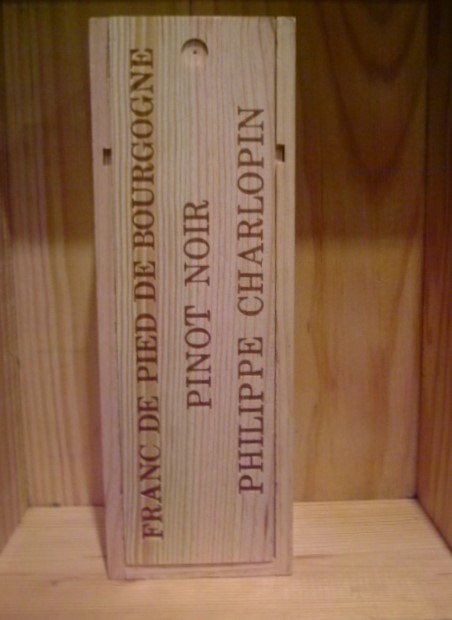 FRANC DE PIED DE BOURGOGNE
PINOT NOIR
PHILIPPE CHARLOPIN